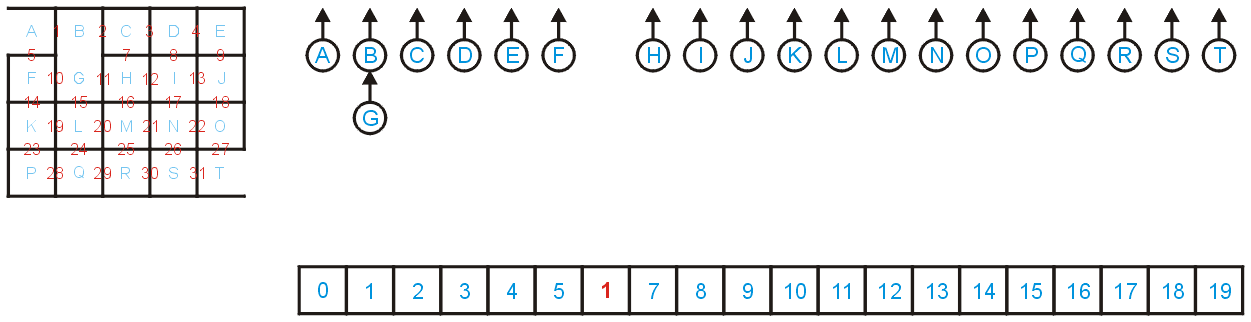 A 1 B 2 C 3 D 4 E
5 7 8 9
F 10 G 11 H 12 I 13 J
14 15 16 17 18
K 19 L 20 M 21 N 22 O
23 24 25 26 27
P 28 Q 29 R 30 S 31 T
A B C D E F H I J K L M N O P Q R S T
G
0 1 2 3 4 5 1 7 8 9 10 11 12 13 14 15 16 17 18 19